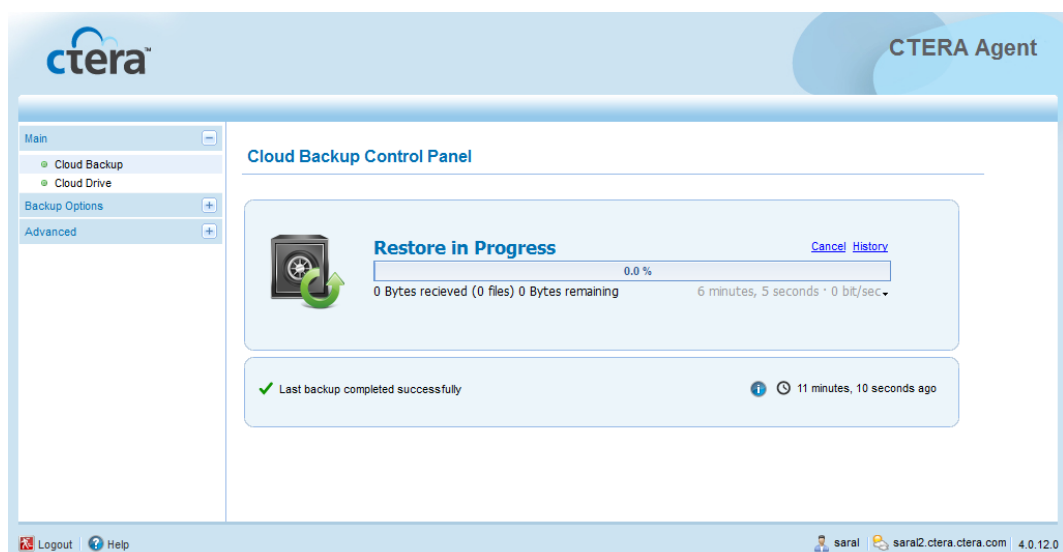 ctera™
CTERA Agent
Main
Cloud Backup
Cloud Drive
Backup Options
Advanced
Cloud Backup Control Panel
Restore in Progress
Cancel History
0.0 %
0 Bytes recieved (0 files) 0 Bytes remaining
6 minutes, 5 seconds · 0 bit/sec
Last backup completed successfully
11 minutes, 10 seconds ago
Logout Help
saral saral2.ctera.ctera.com 4.0.12.0